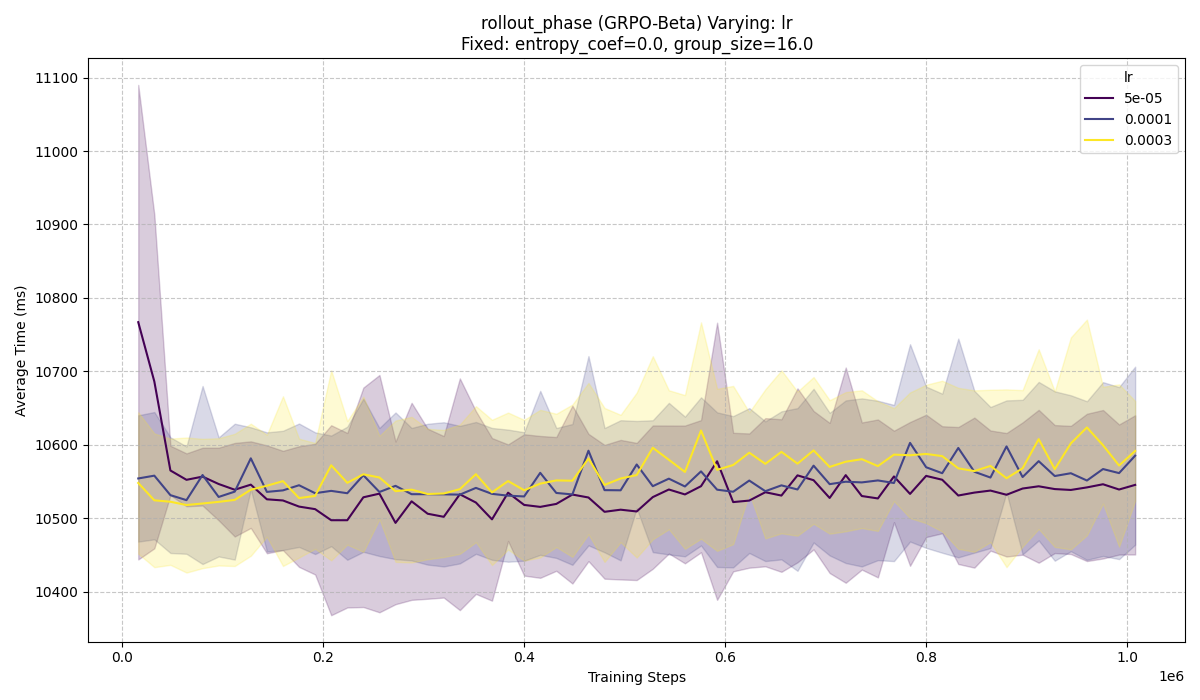 rollout_phase (GRPO-Beta) Varying: lr
Fixed: entropy_coef=0.0, group_size=16.0
Average Time (ms)
11100
11000
10900
10800
10700
10600
10500
10400
lr
5e-05
0.0001
0.0003
0.0
0.2
0.4
0.6
0.8
1.0
1e6
Training Steps